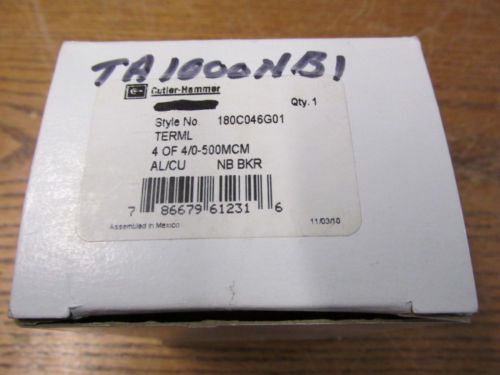 TA1600NB1
Cutler-Hammer
Qty. 1
Style No. 180C046G01
TERML
4 OF 4/0-500MCM
AL/CU NB BKR
7 86679 61231 6
Assembled in Mexico 11/03/10